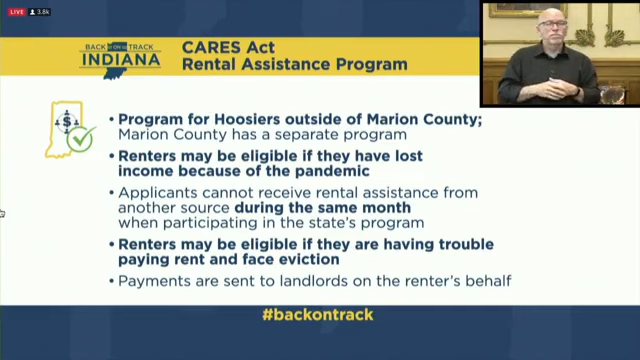 LIVE 3.8k
BACK ON TRACK
INDIANA
CARES Act
Rental Assistance Program
• Program for Hoosiers outside of Marion County;
Marion County has a separate program
• Renters may be eligible if they have lost
income because of the pandemic
• Applicants cannot receive rental assistance from
another source during the same month
when participating in the state's program
• Renters may be eligible if they are having trouble
paying rent and face eviction
• Payments are sent to landlords on the renter's behalf
#backontrack
$